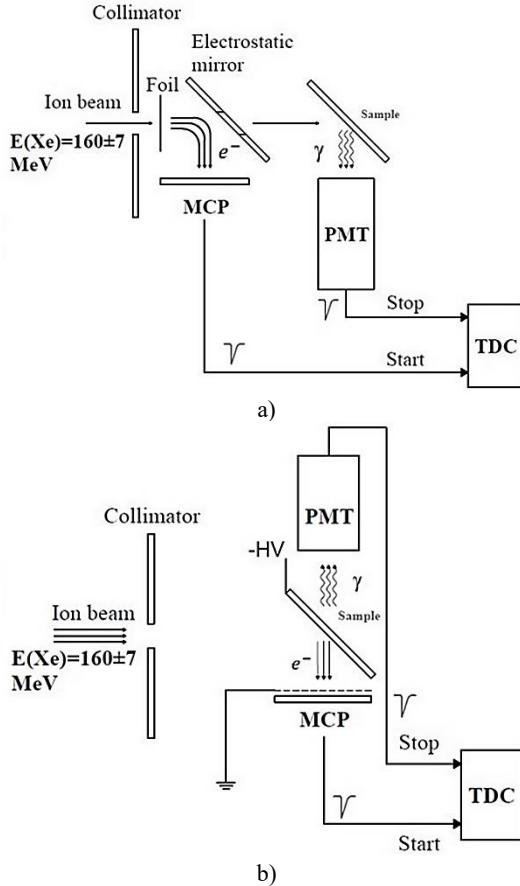 Collimator
Electrostatic
mirror
Foil
Ion beam
Sample
E(Xe)=160±7
MeV
e⁻
γ
MCP
PMT
Stop
TDC
Start
a)
PMT
Collimator
-HV
γ
Ion beam
Sample
E(Xe)=160±7
MeV
e⁻
MCP
Stop
TDC
Start
b)